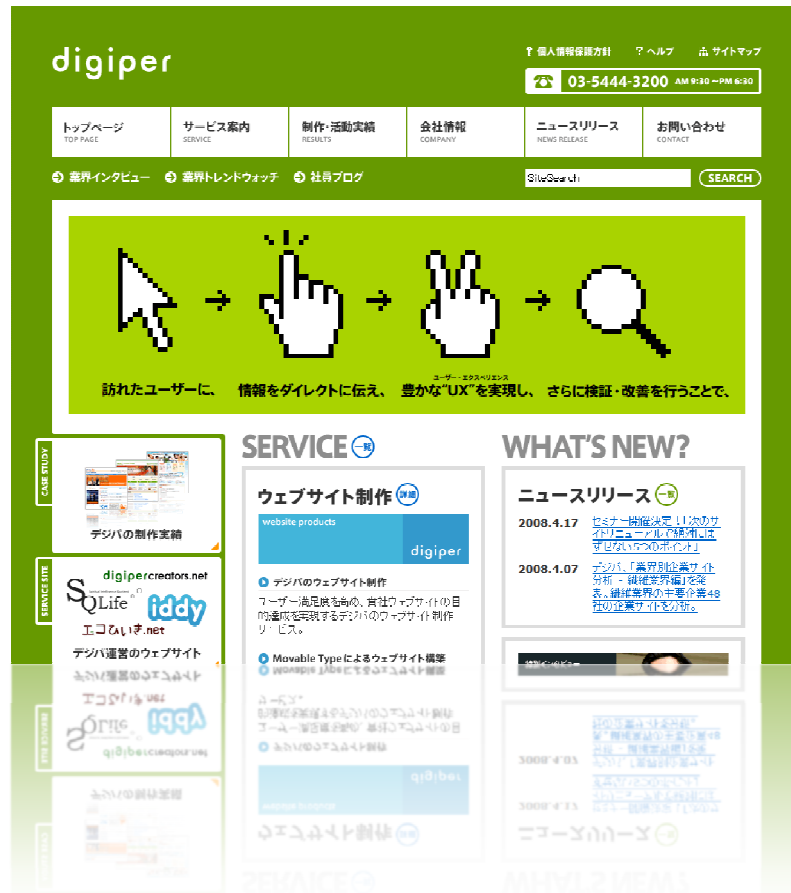 digiper
個人情報保護方針
ヘルプ
サイトマップ
03-5444-3200 AM 9:30 ~PM 6:30
トップページ
TOP PAGE
サービス案内
SERVICE
制作・活動実績
RESULTS
会社情報
COMPANY
ニュースリリース
NEWS RELEASE
お問い合わせ
CONTACT
業界インタビュー
業界トレンドウォッチ
社員ブログ
SiteSearch
SEARCH
訪れたユーザーに、
情報をダイレクトに伝え、
ユーザー・エクスペリエンス
豊かな“UX”を実現し、
さらに検証・改善を行うことで、
CASE STUDY
デジパの制作実績
SERVICE SITE
digipercreators.net
SQLife
iddy
エコひいき.net
デジパ運営のウェブサイト
SERVICE 一覧
ウェブサイト制作 詳細
website products
digiper
デジパのウェブサイト制作
ユーザー満足度を高め、貴社ウェブサイトの目
的達成を実現するデジパのウェブサイト制作
サービス。
Movable Typeによるウェブサイト構築
WHAT'S NEW?
ニュースリリース 一覧
2008.4.17
セミナー開催決定「「次のサ
イトリニューアルで絶対には
ずせない5つのポイント」
2008.4.07
デジパ、「業界別企業サイト
分析 - 繊維業界編」を発
表。繊維業界の主要企業48
社の企業サイトを分析。
特別インタビュー